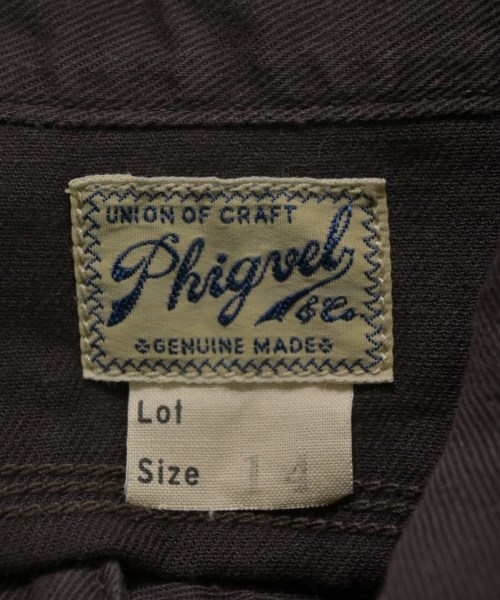 UNION OF CRAFT
Phigvel
& Co.
GENUINE MADE
Lot
Size 14